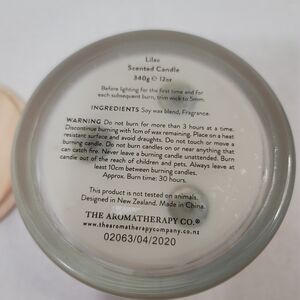 Lilac
Scented Candle
340g ℮ 12oz
Before lighting for the first time and for
each subsequent burn, trim wick to 5mm.
INGREDIENTS Soy wax blend, Fragrance.
WARNING Do not burn for more than 3 hours at a time.
Discontinue burning with 1cm of wax remaining. Place on a heat
resistant surface and avoid draughts. Do not touch or move a
burning candle. Do not burn candles on or near anything that
can catch fire. Never leave a burning candle unattended. Burn
candle out of the reach of children and pets. Always leave at
least 10cm between burning candles.
Approx. Burn time: 30 hours.
This product is not tested on animals.
Designed in New Zealand. Made in China.
THE AROMATHERAPY CO.®
www.thearomatherapycompany.co.nz
02063/04/2020